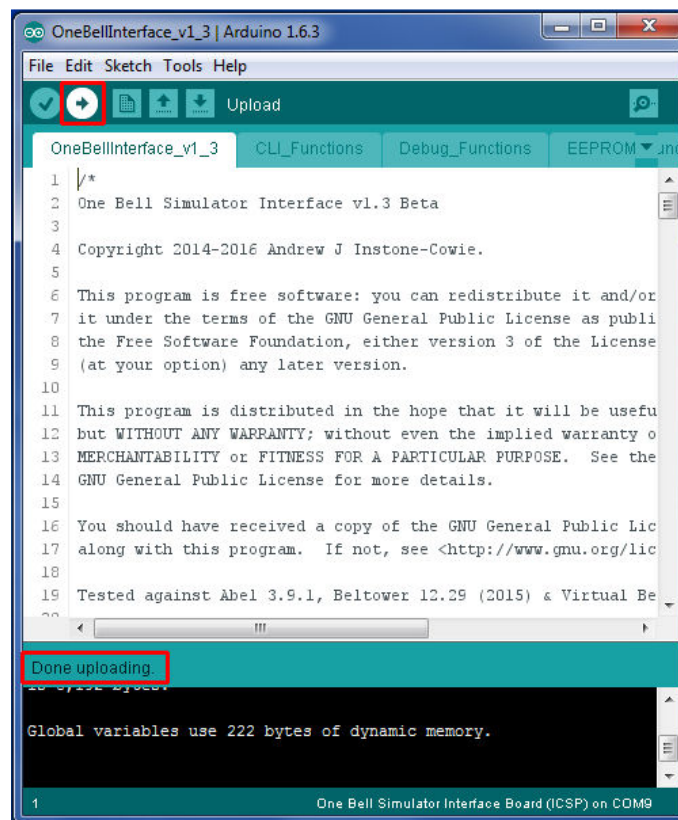 OneBellInterface_v1_3 | Arduino 1.6.3
File Edit Sketch Tools Help
Upload
OneBellInterface_v1_3 CLI_Functions Debug_Functions EEPROM
1 /*
2 One Bell Simulator Interface v1.3 Beta
3
4 Copyright 2014-2016 Andrew J Instone-Cowie.
5
6 This program is free software: you can redistribute it and/or
7 it under the terms of the GNU General Public License as publi
8 the Free Software Foundation, either version 3 of the License
9 (at your option) any later version.
10
11 This program is distributed in the hope that it will be usefu
12 but WITHOUT ANY WARRANTY; without even the implied warranty o
13 MERCHANTABILITY or FITNESS FOR A PARTICULAR PURPOSE. See the
14 GNU General Public License for more details.
15
16 You should have received a copy of the GNU General Public Lic
17 along with this program. If not, see <http://www.gnu.org/lic
18
19 Tested against Abel 3.9.1, Beltower 12.29 (2015) & Virtual Be
Done uploading.
Global variables use 222 bytes of dynamic memory.
1 One Bell Simulator Interface Board (ICSP) on COM9